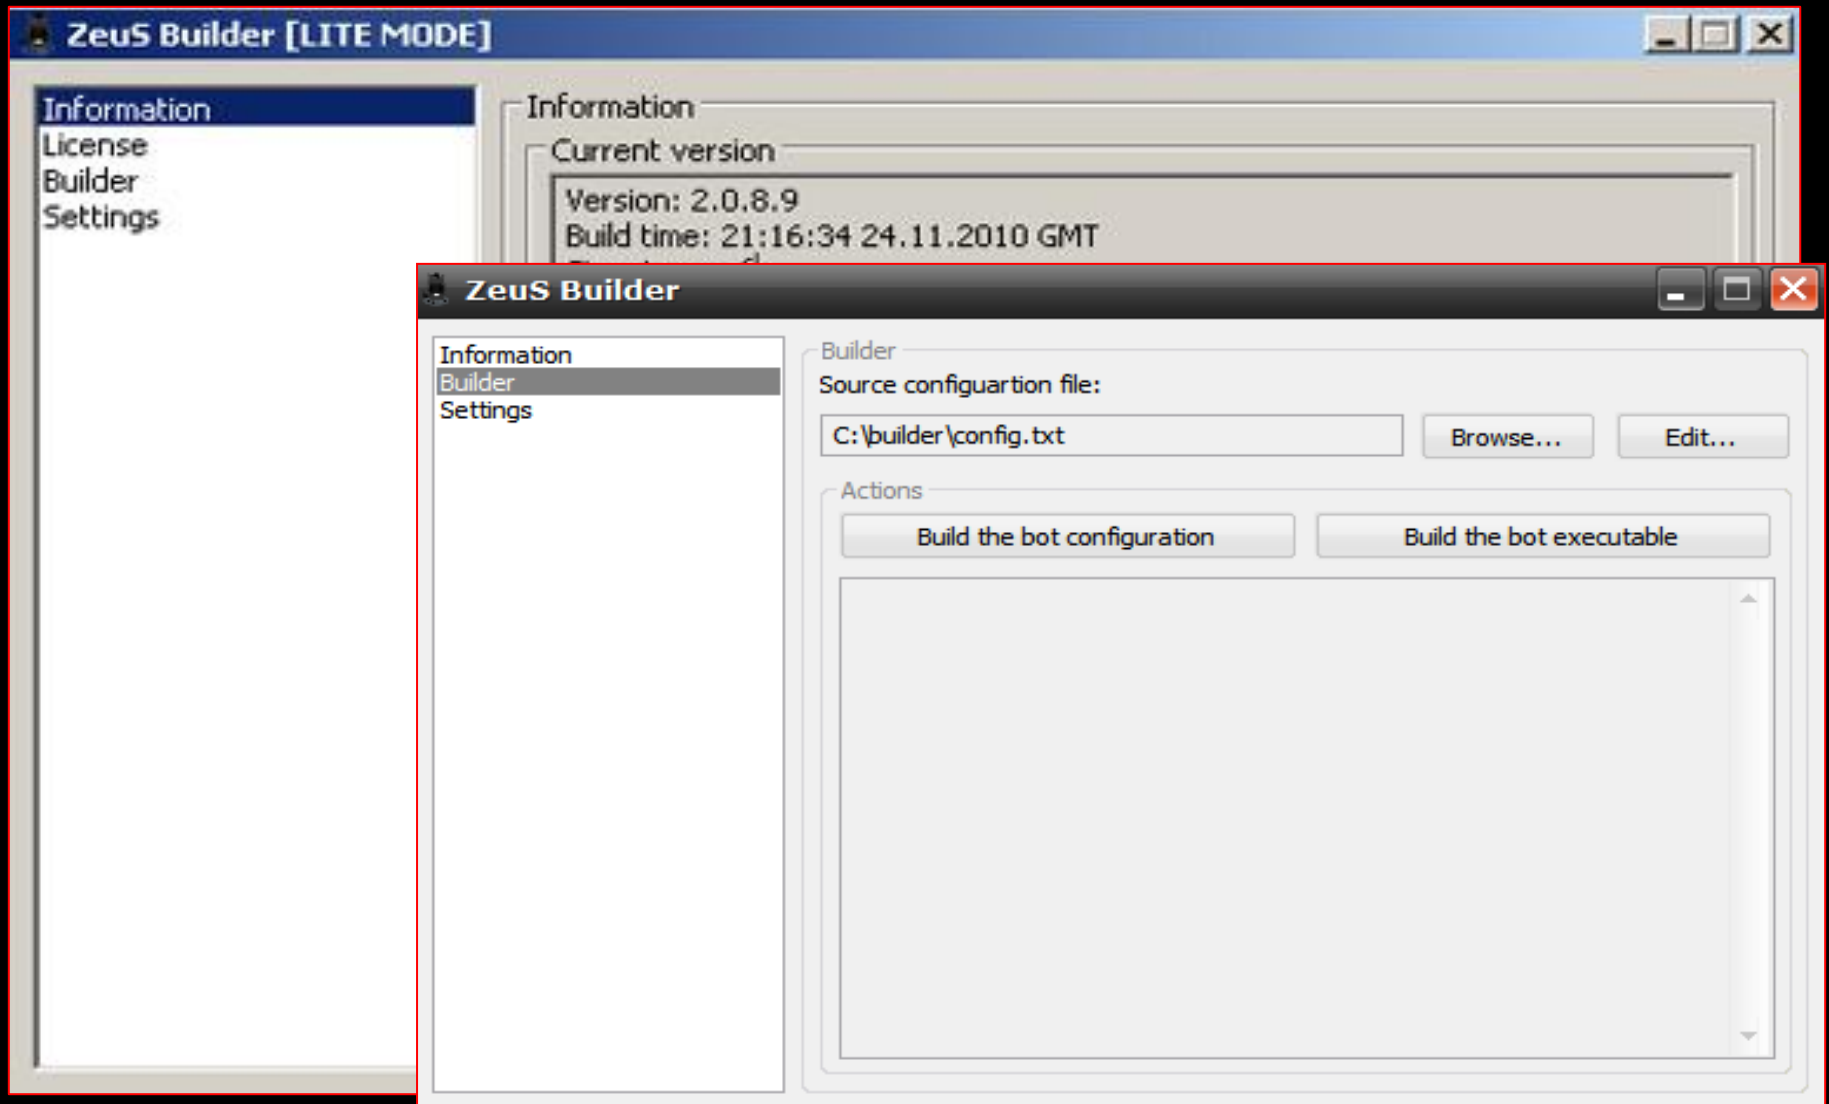 ZeuS Builder [LITE MODE]
Information
License
Builder
Settings
Information
Current version
Version: 2.0.8.9
Build time: 21:16:34 24.11.2010 GMT
ZeuS Builder
Information
Builder
Settings
Builder
Source configuartion file:
C:\builder\config.txt
Browse...
Edit...
Actions
Build the bot configuration
Build the bot executable